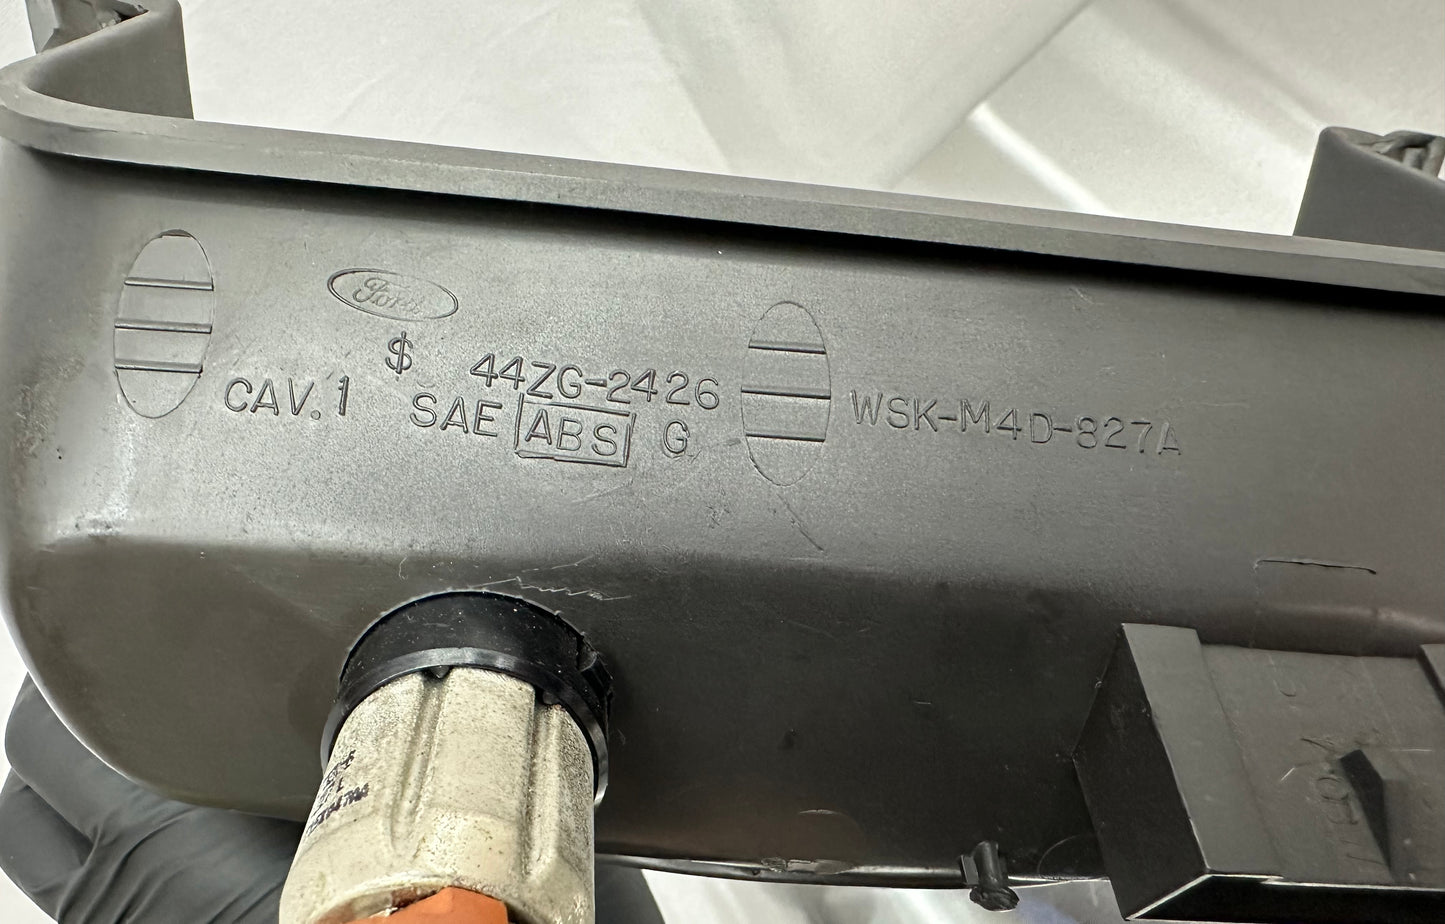 Ford
$ 44ZG-2426
CAV.1 SAE ABS G
WSK-M4D-827A